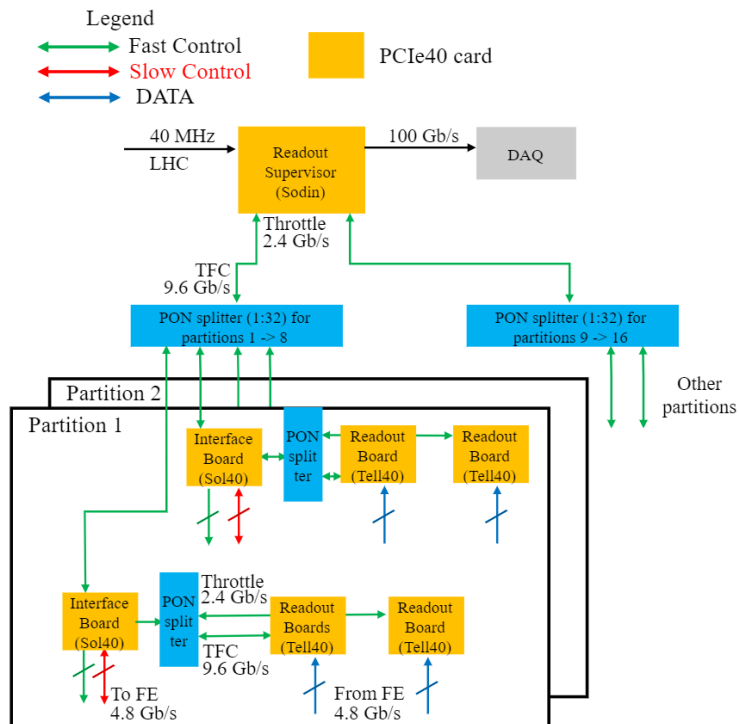 Legend
Fast Control
Slow Control
DATA
PCIe40 card
40 MHz
LHC
Readout
Supervisor
(Sodin)
100 Gb/s
DAQ
Throttle
2.4 Gb/s
TFC
9.6 Gb/s
PON splitter (1:32) for
partitions 1 -> 8
PON splitter (1:32) for
partitions 9 -> 16
Other
partitions
Partition 2
Partition 1
Interface
Board
(Sol40)
PON
split
ter
Readout
Board
(Tell40)
Readout
Board
(Tell40)
Interface
Board
(Sol40)
PON
split
ter
Throttle
2.4 Gb/s
TFC
9.6 Gb/s
Readout
Boards
(Tell40)
Readout
Board
(Tell40)
To FE
4.8 Gb/s
From FE
4.8 Gb/s